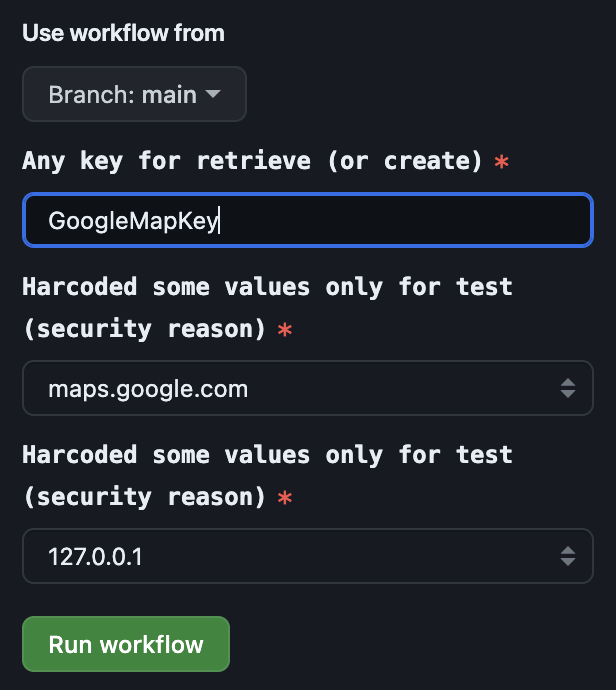 Use workflow from
Branch: main
Any key for retrieve (or create) *
GoogleMapKey
Harcoded some values only for test
(security reason) *
maps.google.com
Harcoded some values only for test
(security reason) *
127.0.0.1
Run workflow